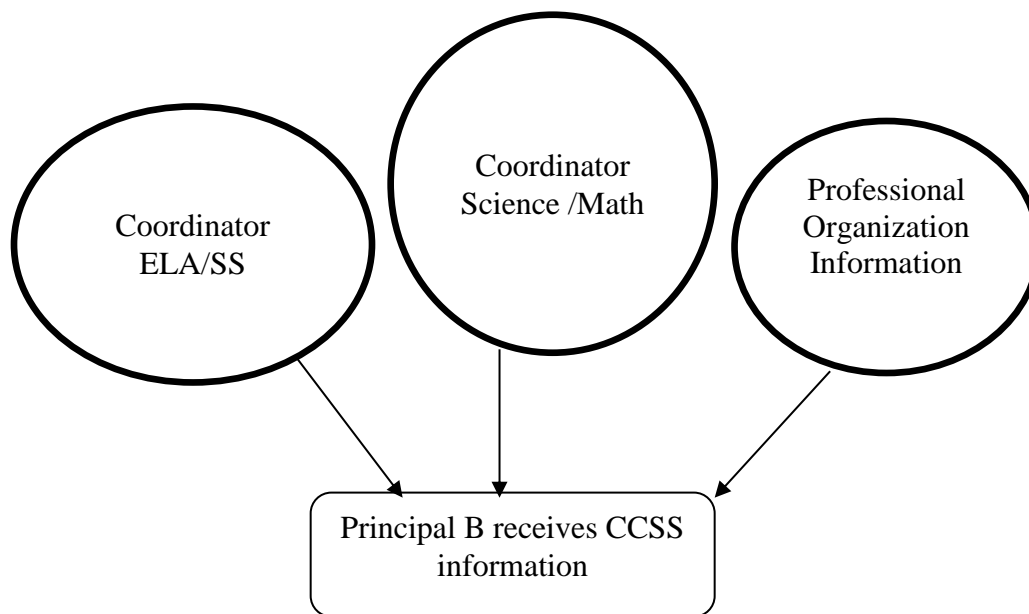 Coordinator
ELA/SS
Coordinator
Science /Math
Professional
Organization
Information
Principal B receives CCSS
information